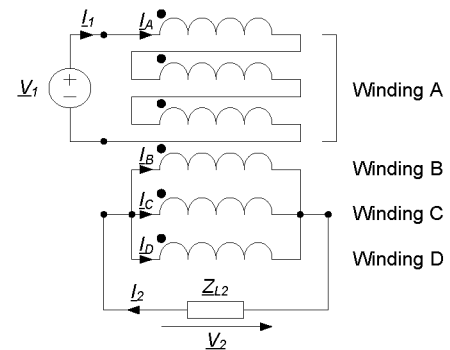 I1 IA
+
V1
−
Winding A
IB Winding B
IC Winding C
ID Winding D
I2 ZL2
V2